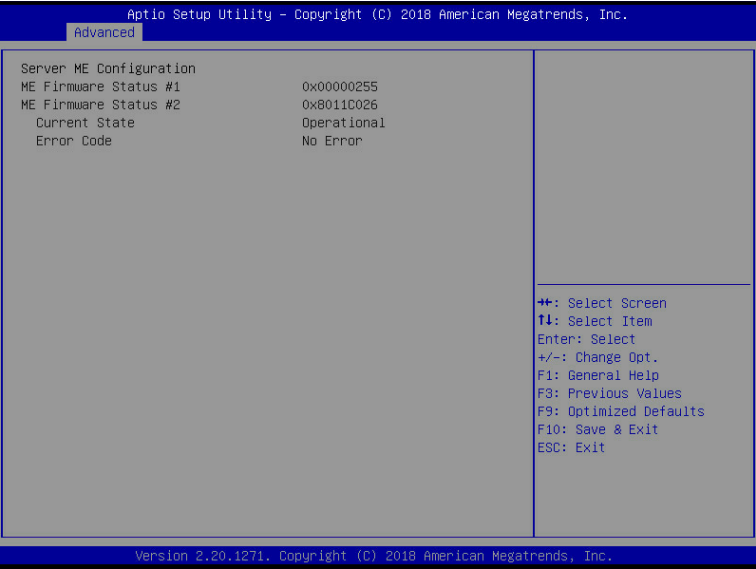 Aptio Setup Utility – Copyright (C) 2018 American Megatrends, Inc.
Advanced
Server ME Configuration
ME Firmware Status #1 0x00000255
ME Firmware Status #2 0x8011C026
Current State Operational
Error Code No Error
→←: Select Screen
↑↓: Select Item
Enter: Select
+/-: Change Opt.
F1: General Help
F3: Previous Values
F9: Optimized Defaults
F10: Save & Exit
ESC: Exit
Version 2.20.1271. Copyright (C) 2018 American Megatrends, Inc.